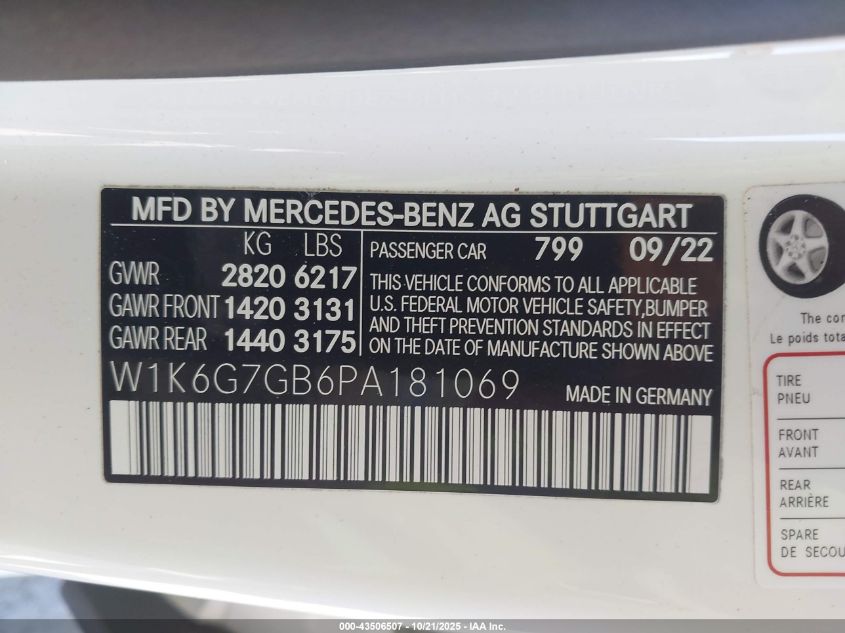 MFD BY MERCEDES-BENZ AG STUTTGART
KG LBS
GVWR 2820 6217
GAWR FRONT 1420 3131
GAWR REAR 1440 3175
PASSENGER CAR 799 09/22
THIS VEHICLE CONFORMS TO ALL APPLICABLE
U.S. FEDERAL MOTOR VEHICLE SAFETY,BUMPER
AND THEFT PREVENTION STANDARDS IN EFFECT
ON THE DATE OF MANUFACTURE SHOWN ABOVE
W1K6G7GB6PA181069 MADE IN GERMANY
The
Le poids
TIRE
PNEU
FRONT
AVANT
REAR
ARRIÈRE
SPARE
DE
000-43506507 - 10/21/2025 - IAA Inc.